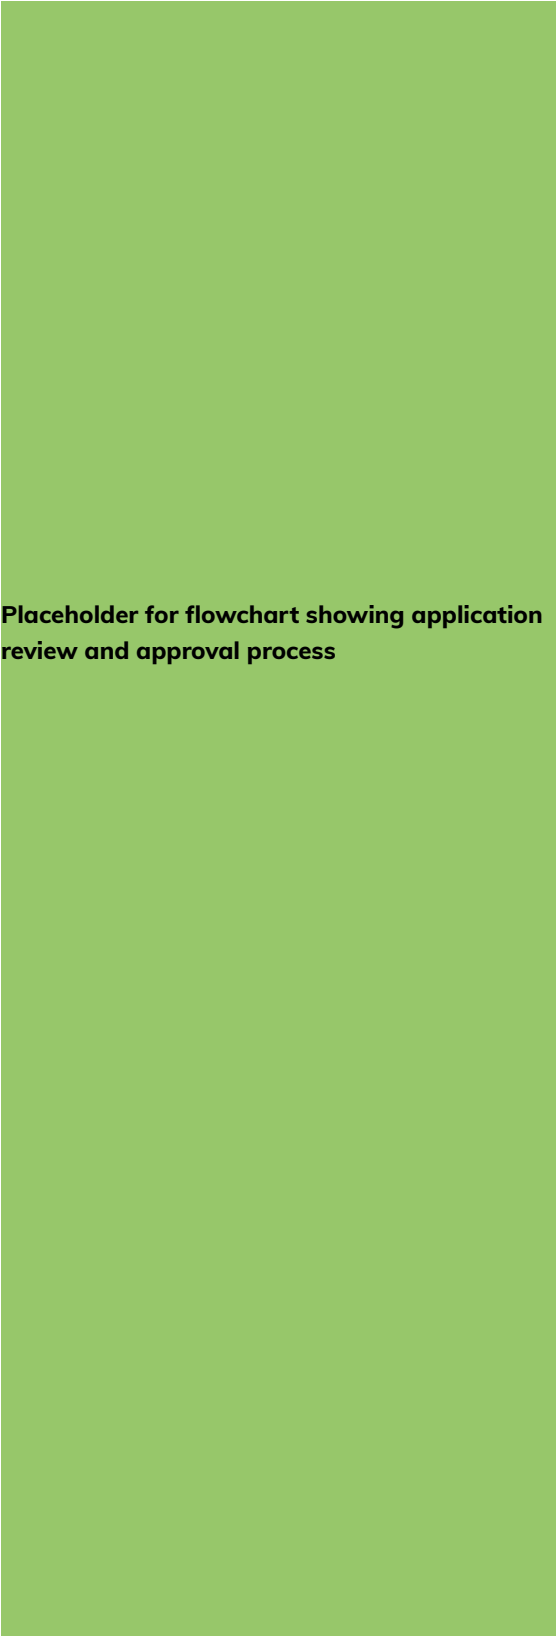 Placeholder for flowchart showing application
review and approval process